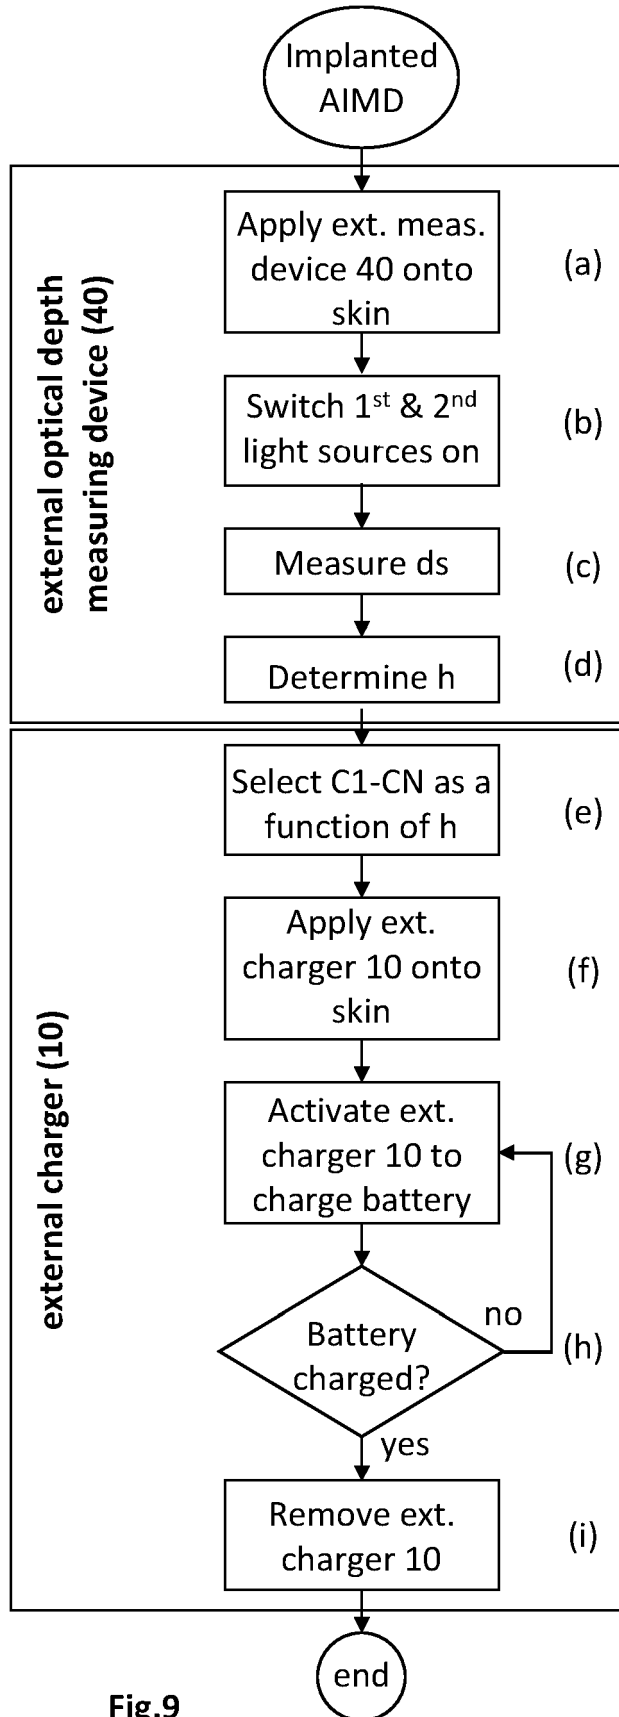 Implanted
AIMD
external optical depth
measuring device (40)
Apply ext. meas.
device 40 onto
skin
(a)
Switch 1st & 2nd
light sources on
(b)
Measure ds
(c)
Determine h
(d)
external charger (10)
Select C1-CN as a
function of h
(e)
Apply ext.
charger 10 onto
skin
(f)
Activate ext.
charger 10 to
charge battery
(g)
Battery
charged?
no
(h)
yes
Remove ext.
charger 10
(i)
end
Fig.9